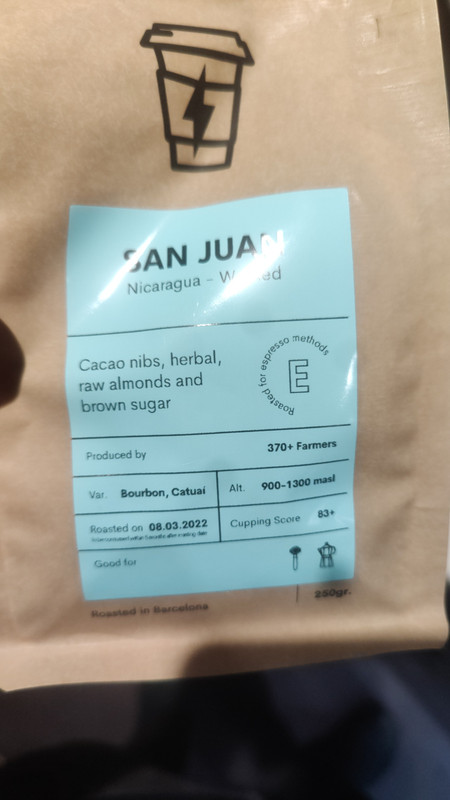 SAN JUAN
Nicaragua -
Cacao nibs, herbal,
raw almonds and
brown sugar
Roasted for espresso methods
E
Produced by
370+ Farmers
Var. Bourbon, Catuai
Alt. 900-1300 masl
Roasted on 08.03.2022
Cupping Score 83+
Good for
Roasted in Barcelona
250gr.